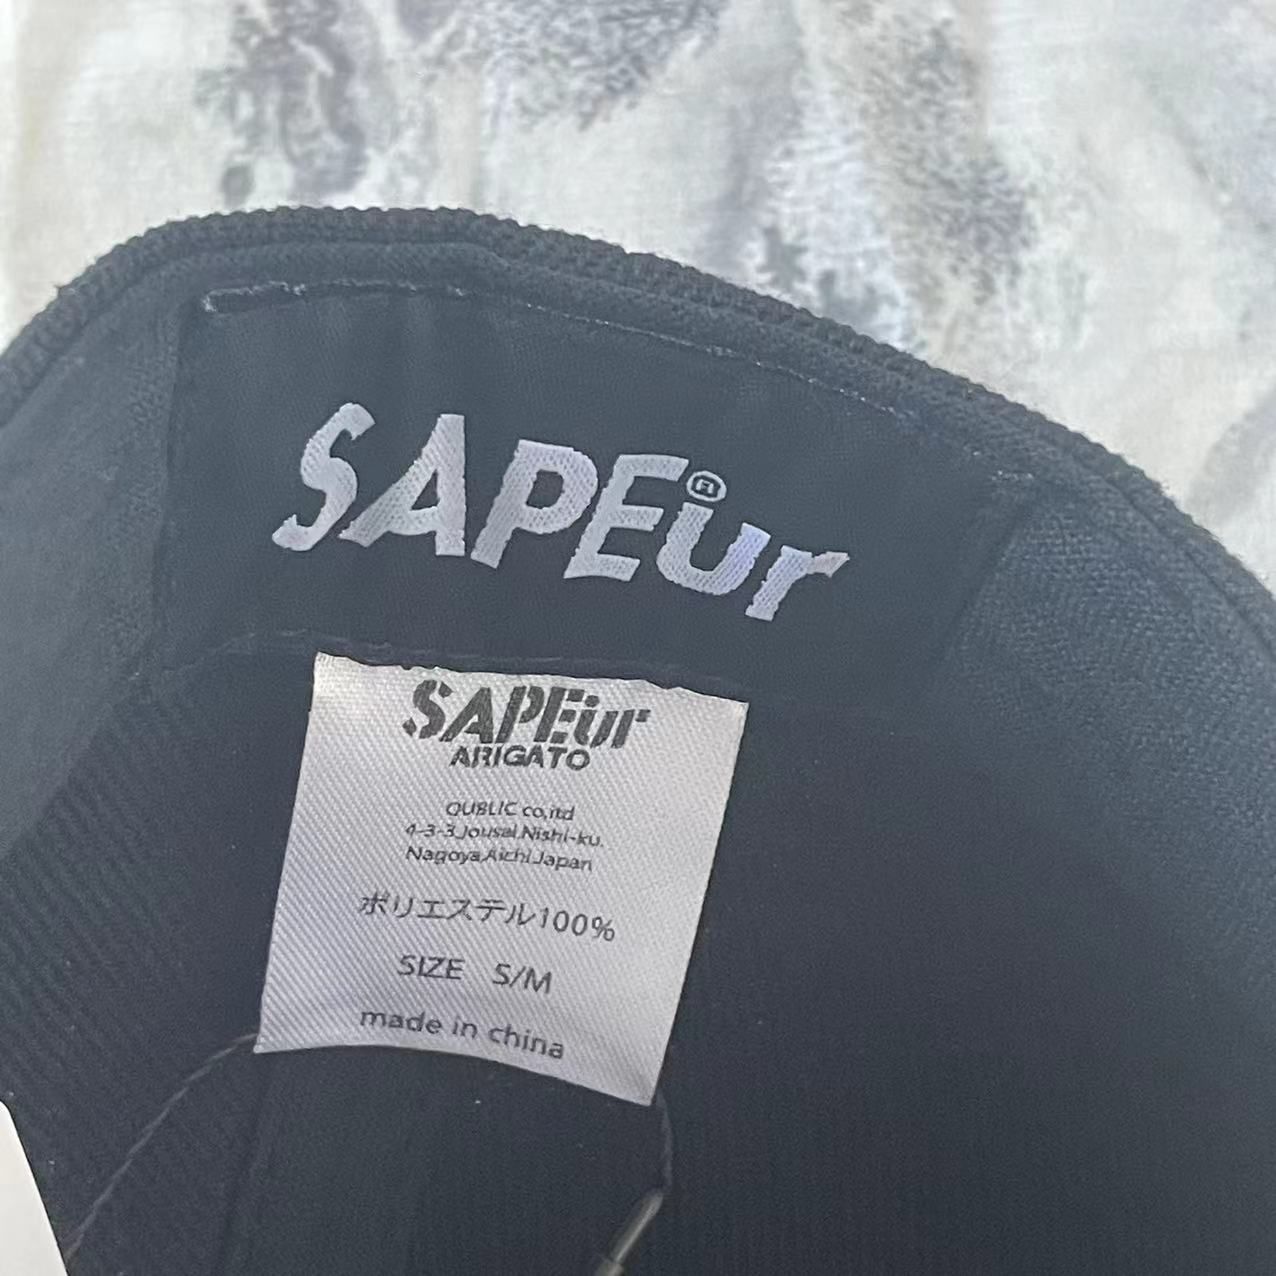 SAPEur
®
SAPEur
ARIGATO
QUBLIC co,ltd
4-3-3,Jousai,Nishi-ku,
Nagoya,Aichi,Japan
ポリエステル100%
SIZE S/M
made in china